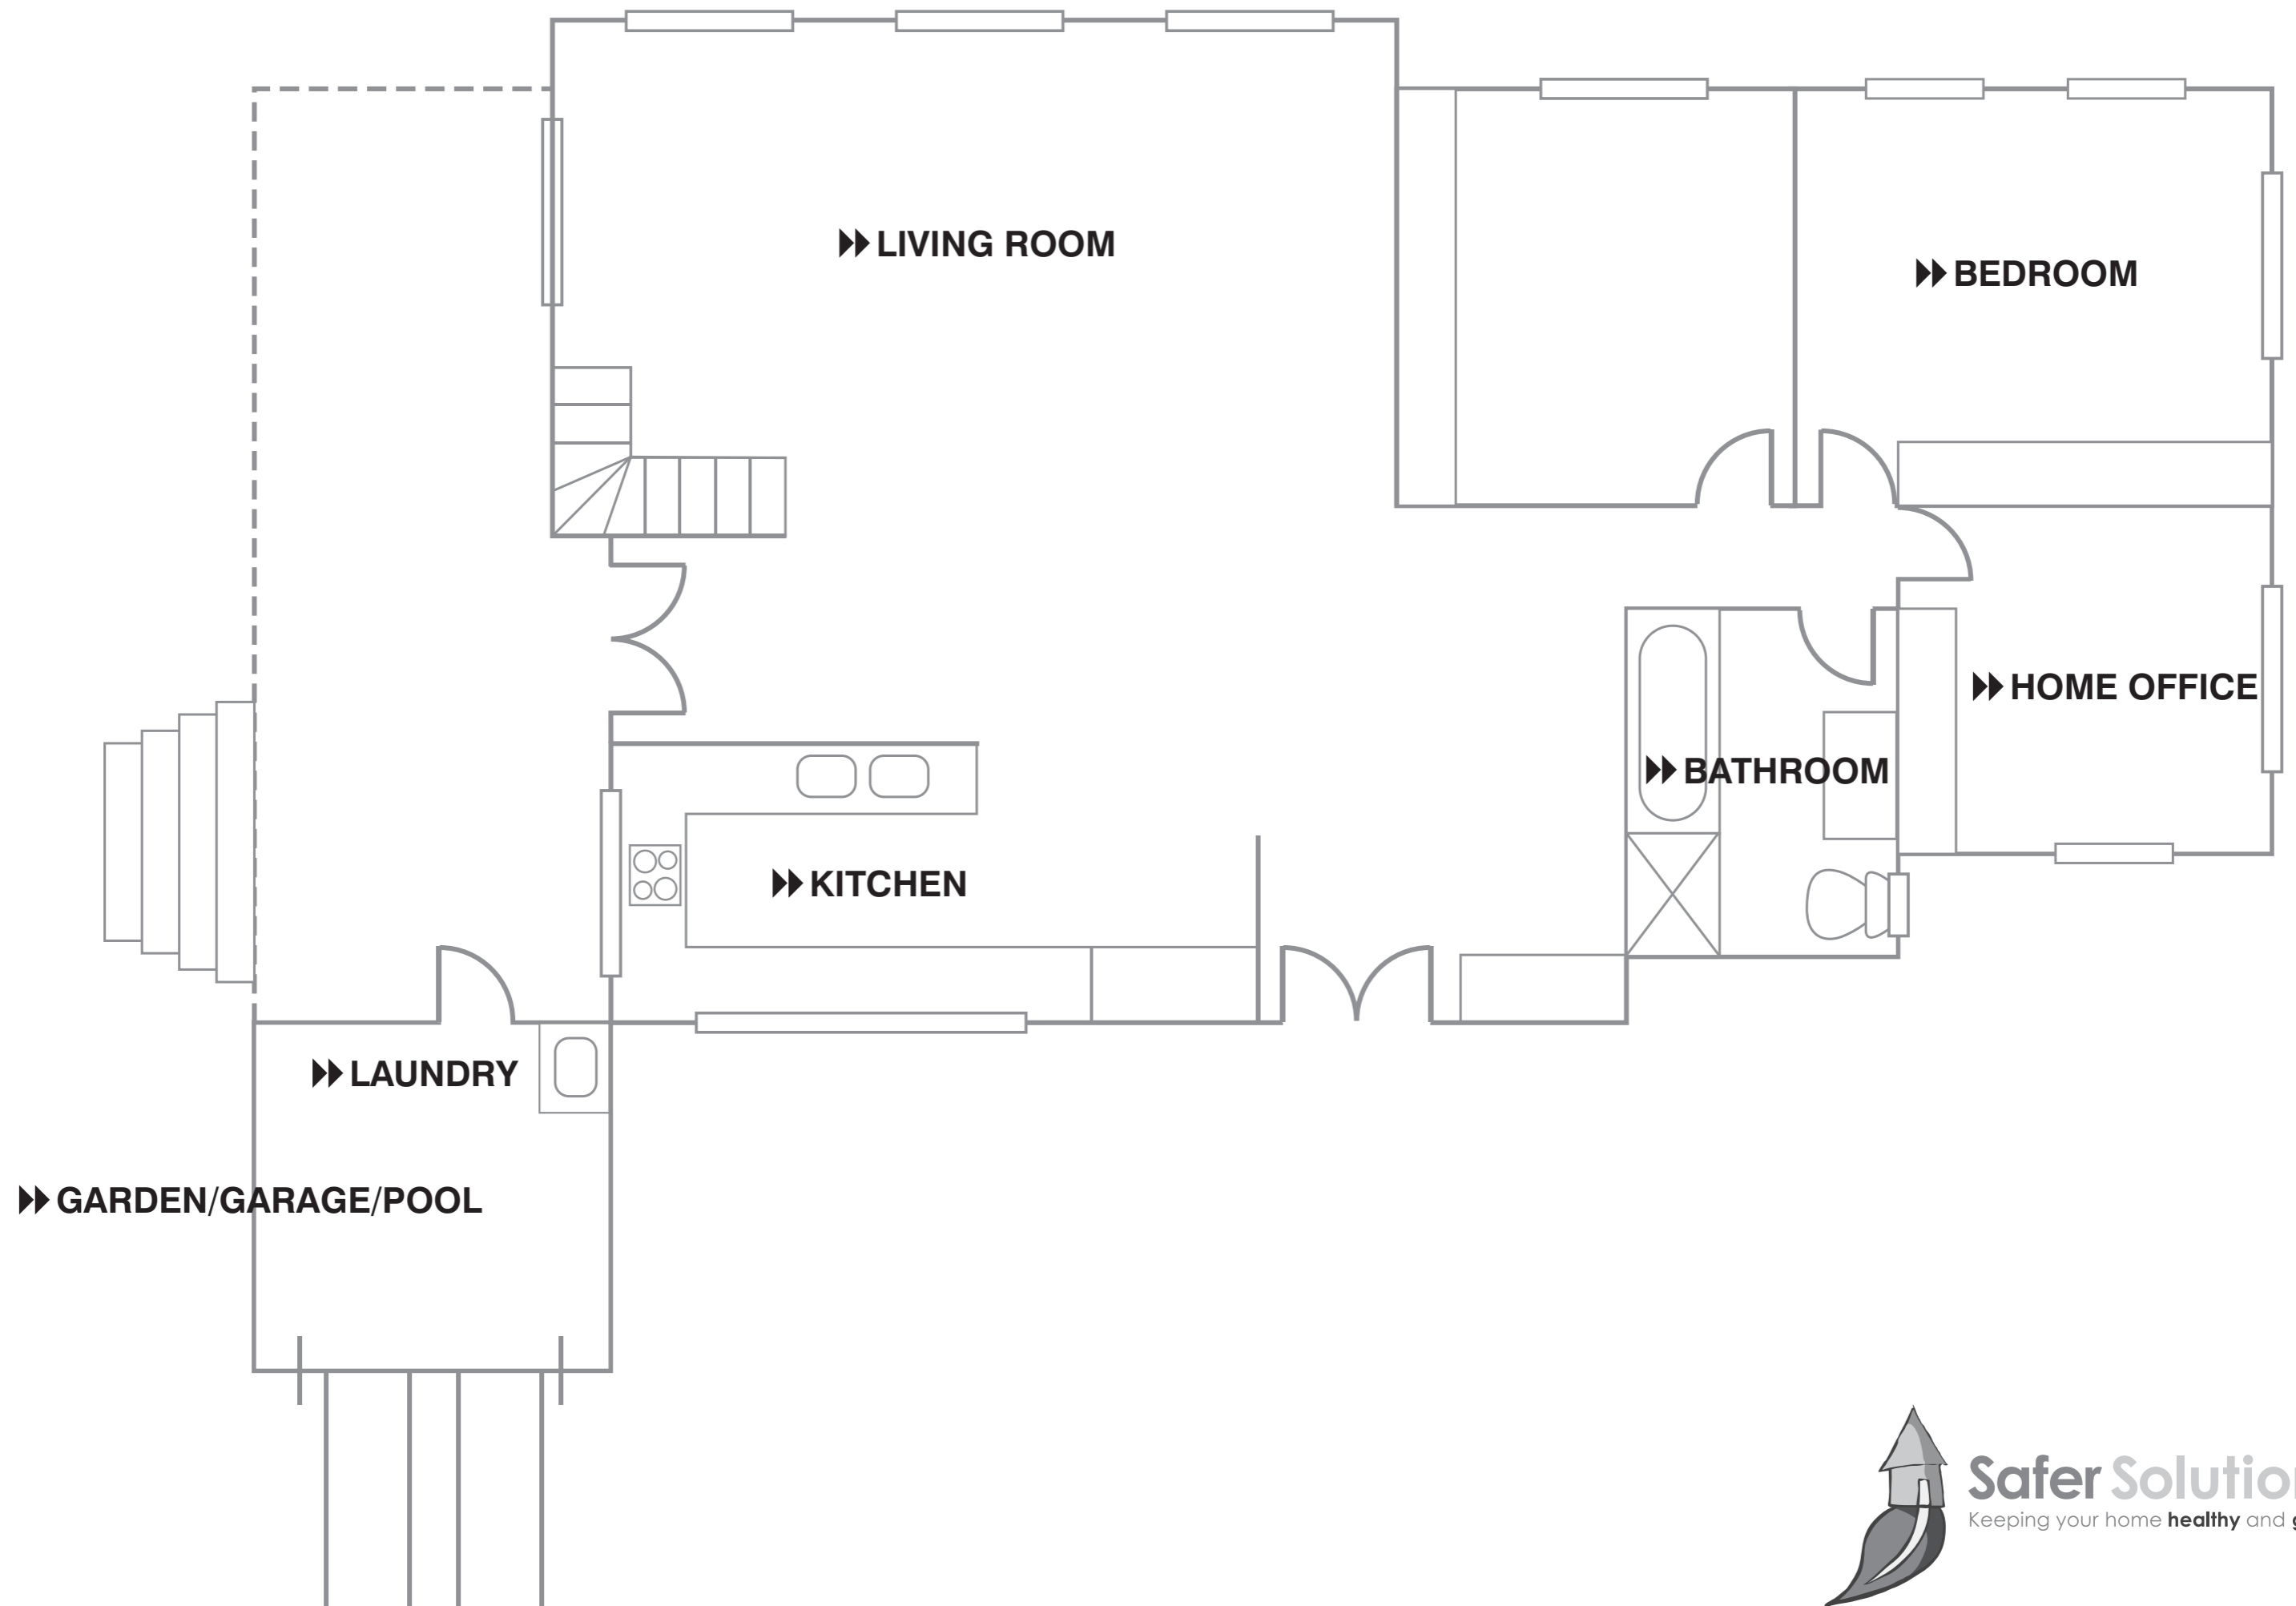 LIVING ROOM
BEDROOM
HOME OFFICE
BATHROOM
KITCHEN
LAUNDRY
GARDEN/GARAGE/POOL
Safer
Keeping your home healthy and